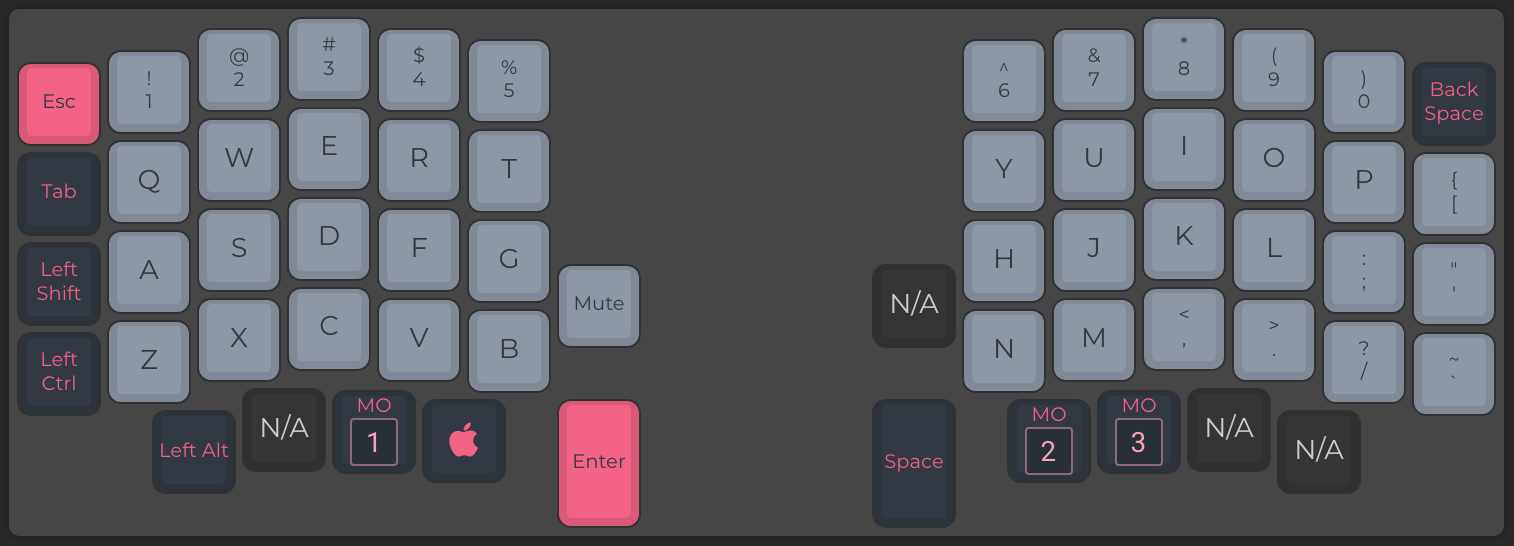 Esc
!
1
@
2
#
3
$
4
%
5
^
6
&
7
*
8
(
9
)
0
Back
Space
Tab
Q
W
E
R
T
Y
U
I
O
P
{
[
Left
Shift
A
S
D
F
G
H
J
K
L
:
;
"
'
Left
Ctrl
Z
X
C
V
B
Mute
N/A
N
M
<
,
>
.
?
/
~
`
Left Alt
N/A
MO
1
Enter
Space
MO
2
MO
3
N/A
N/A